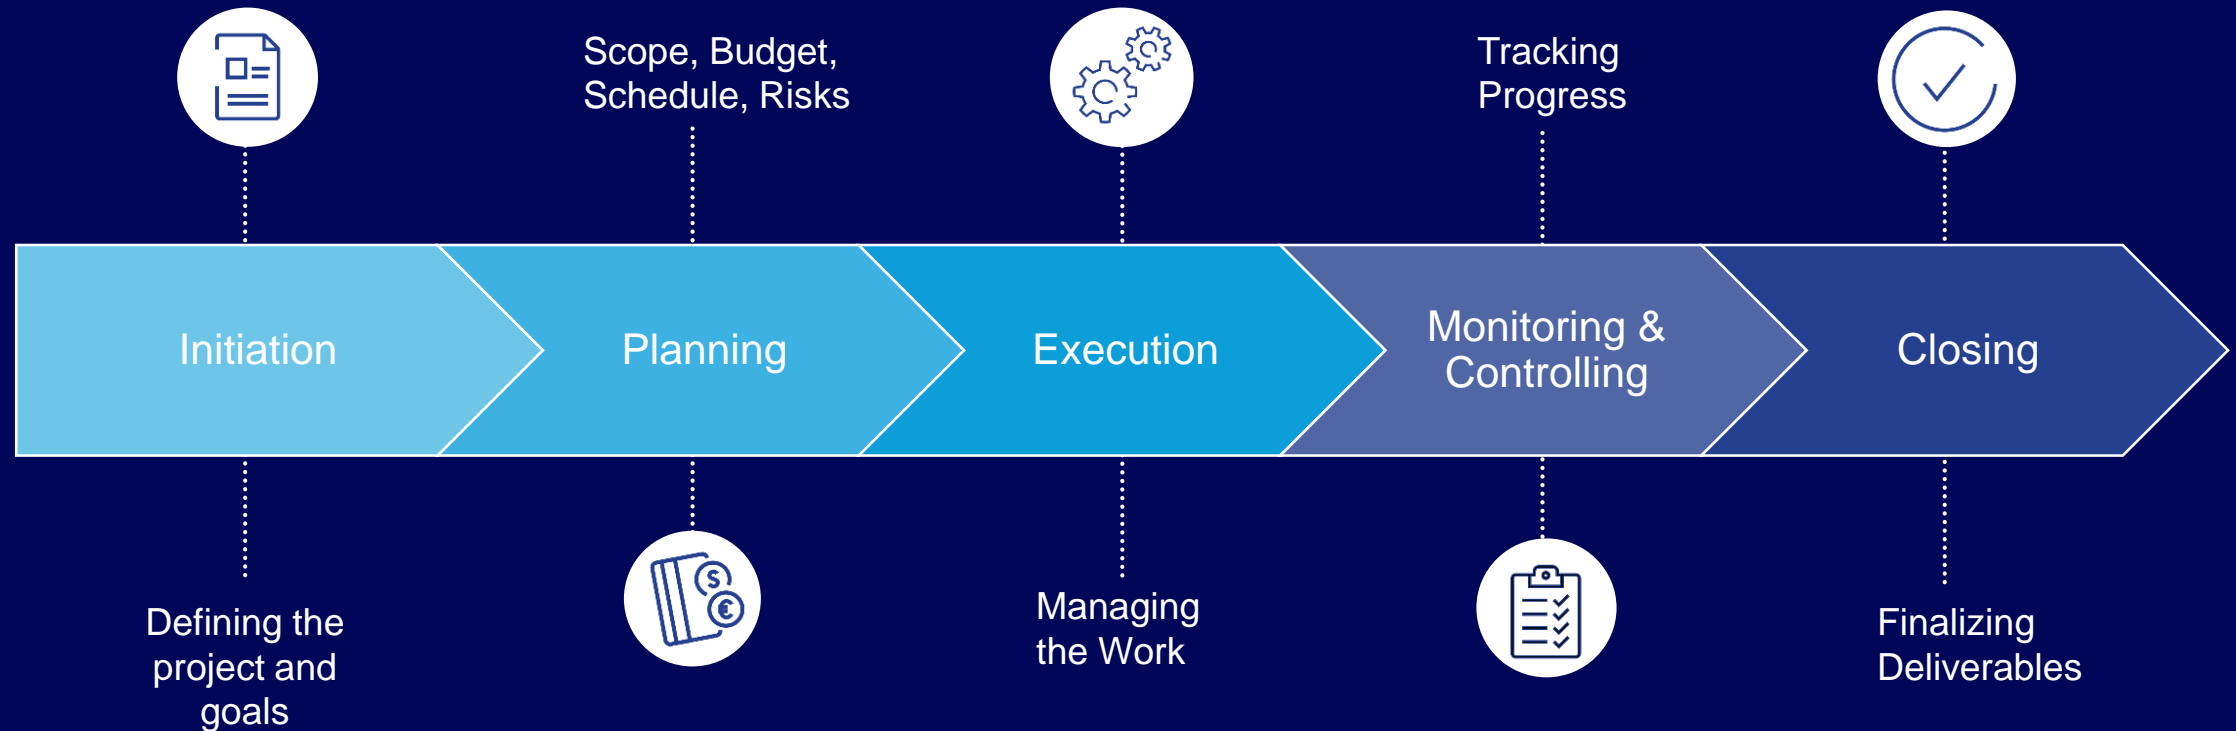 Scope, Budget,
Schedule, Risks
Tracking
Progress
Initiation
Planning
Execution
Monitoring &
Controlling
Closing
$
€
Defining the
project and
goals
Managing
the Work
Finalizing
Deliverables